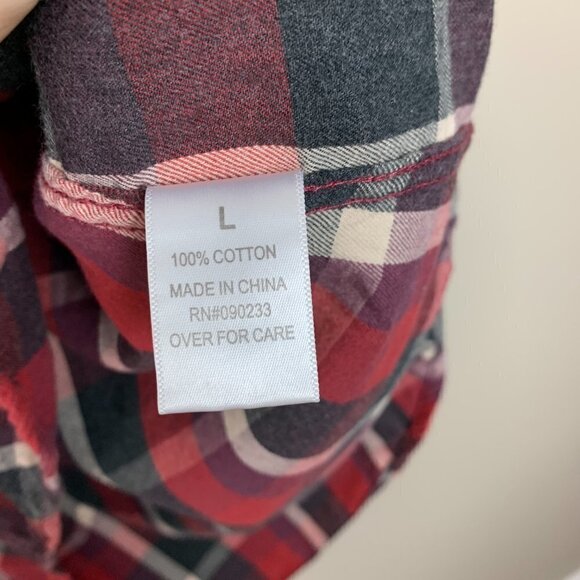 L
100% COTTON
MADE IN CHINA
RN#090233
OVER FOR CARE